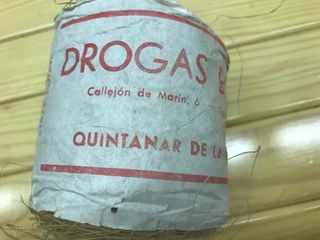 DROGAS
Callejón de Marín, 6
QUINTANAR DE LA